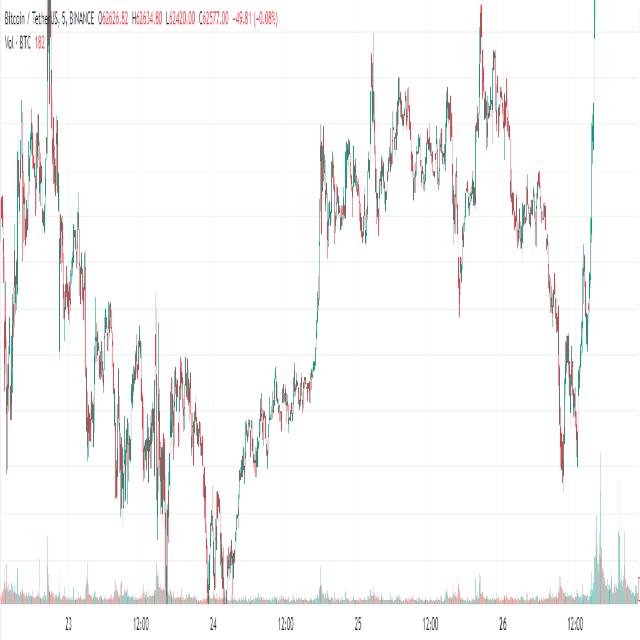 Bitcoin / TetherUS, 5, BINANCE O62626.82 H62634.80 L62420.00 C62577.00 −49.81 (−0.08%)
Vol · BTC 182
23 12:00 24 12:00 25 12:00 26 12:00